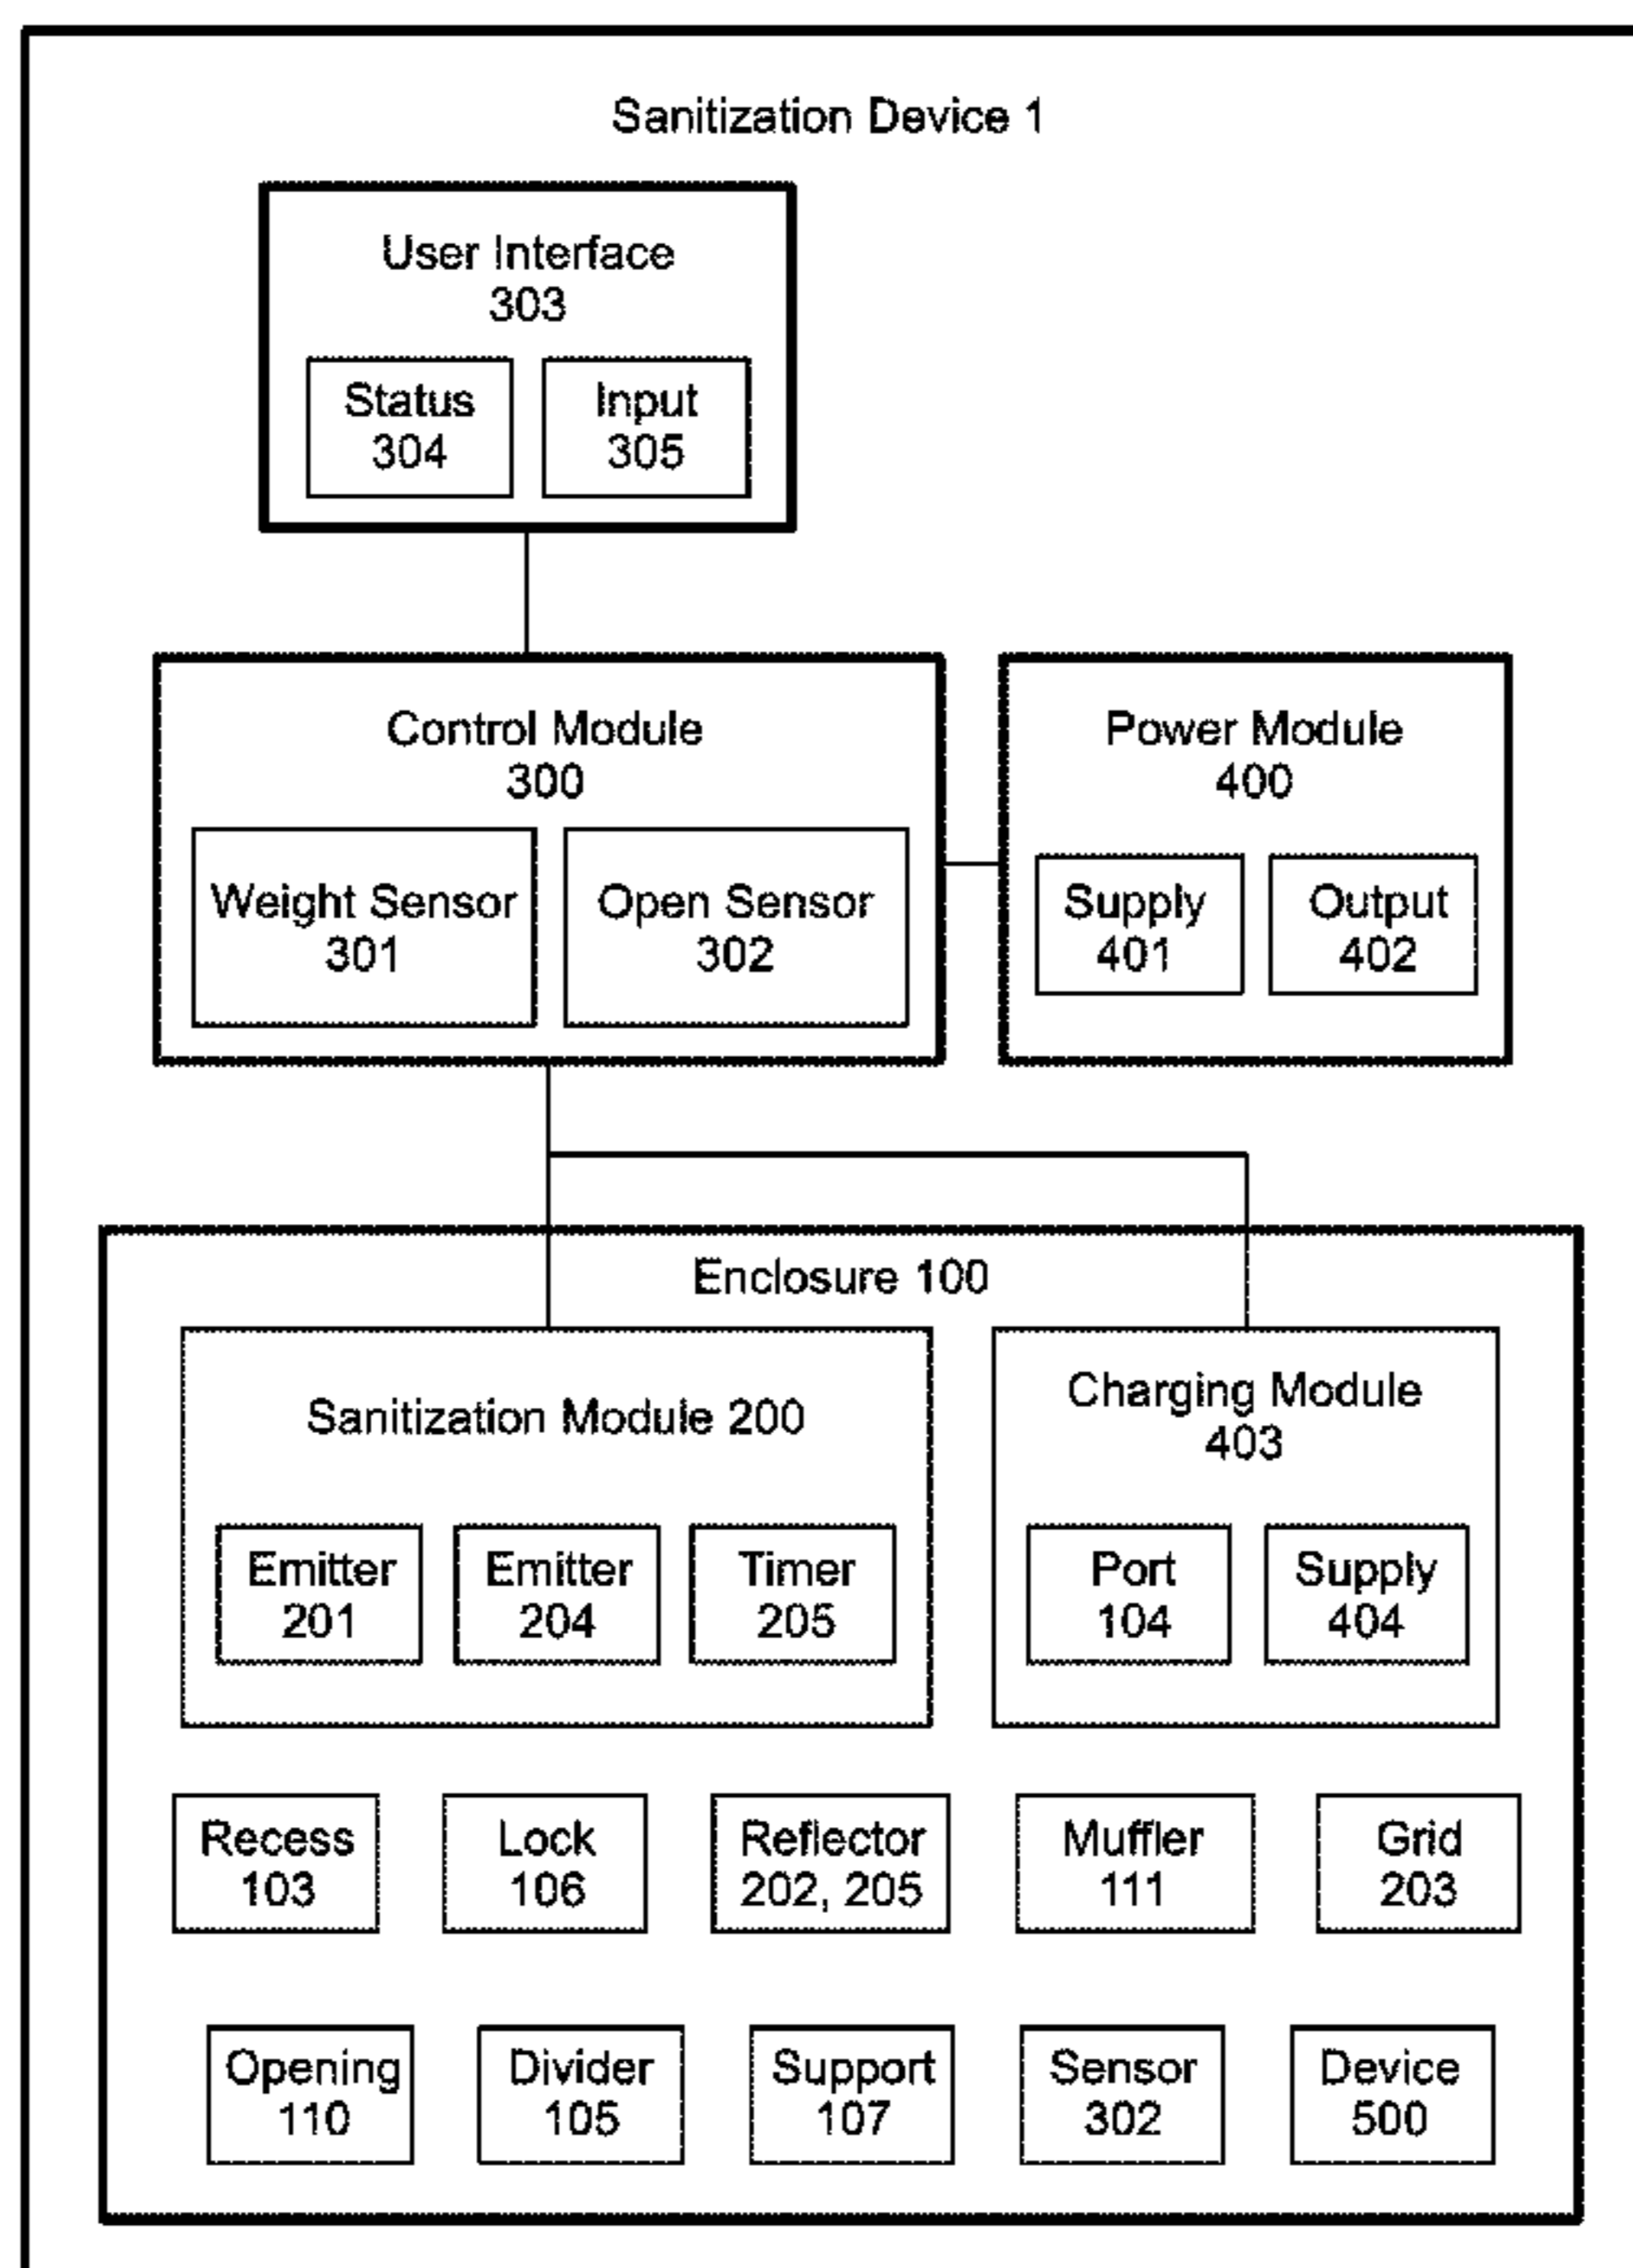 Sanitization Device 1
User Interface
303
Status
304
Input
305
Control Module
300
Weight Sensor
301
Open Sensor
302
Power Module
400
Supply
401
Output
402
Enclosure 100
Sanitization Module 200
Emitter
201
Emitter
204
Timer
205
Charging Module
403
Port
104
Supply
404
Recess
103
Lock
106
Reflector
202, 205
Muffler
111
Grid
203
Opening
110
Divider
105
Support
107
Sensor
302
Device
500